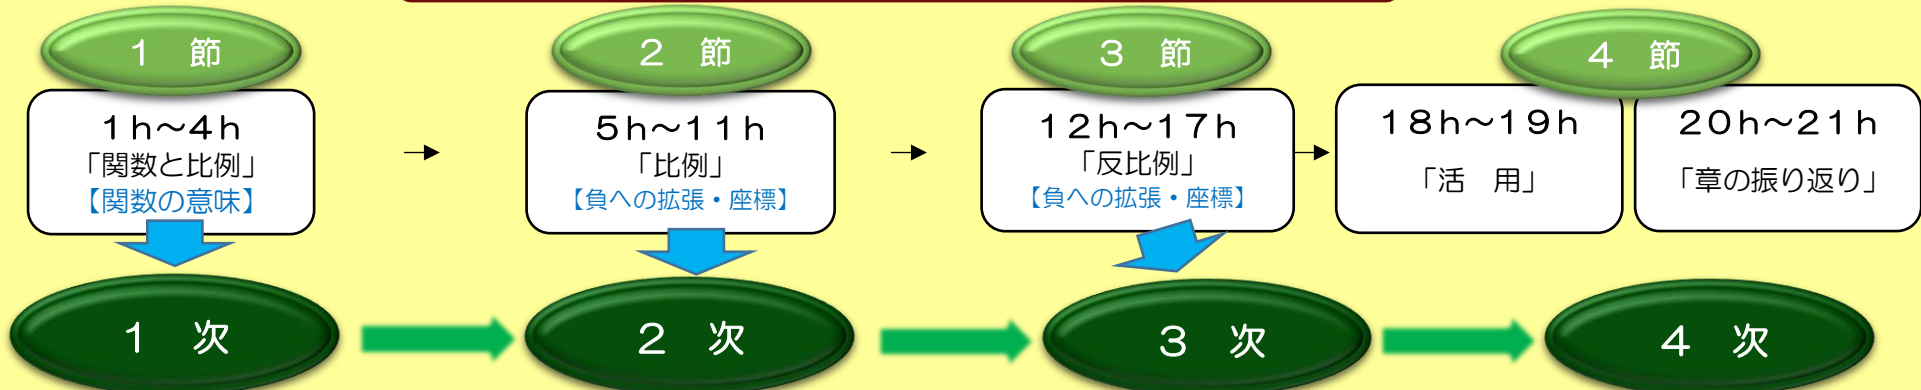 １　節
２　節
３　節
４　節
１ｈ～４ｈ
「関数と比例」
【関数の意味】
５ｈ～１１ｈ
「比例」
【負への拡張・座標】
１２ｈ～１７ｈ
「反比例」
【負への拡張・座標】
１８ｈ～１９ｈ
「活　用」
２０ｈ～２１ｈ
「章の振り返り」
１　次
２　次
３　次
４　次